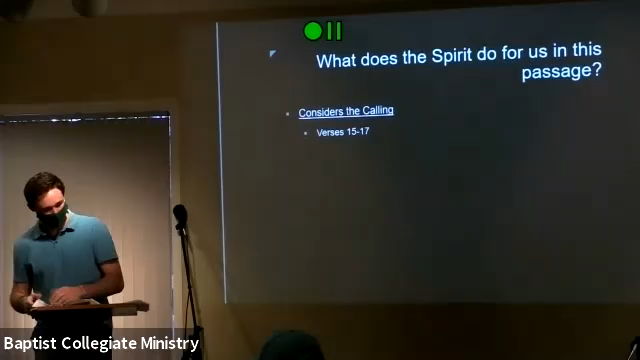 What does the Spirit do for us in this
passage?
Considers the Calling
Verses 15-17
Baptist Collegiate Ministry